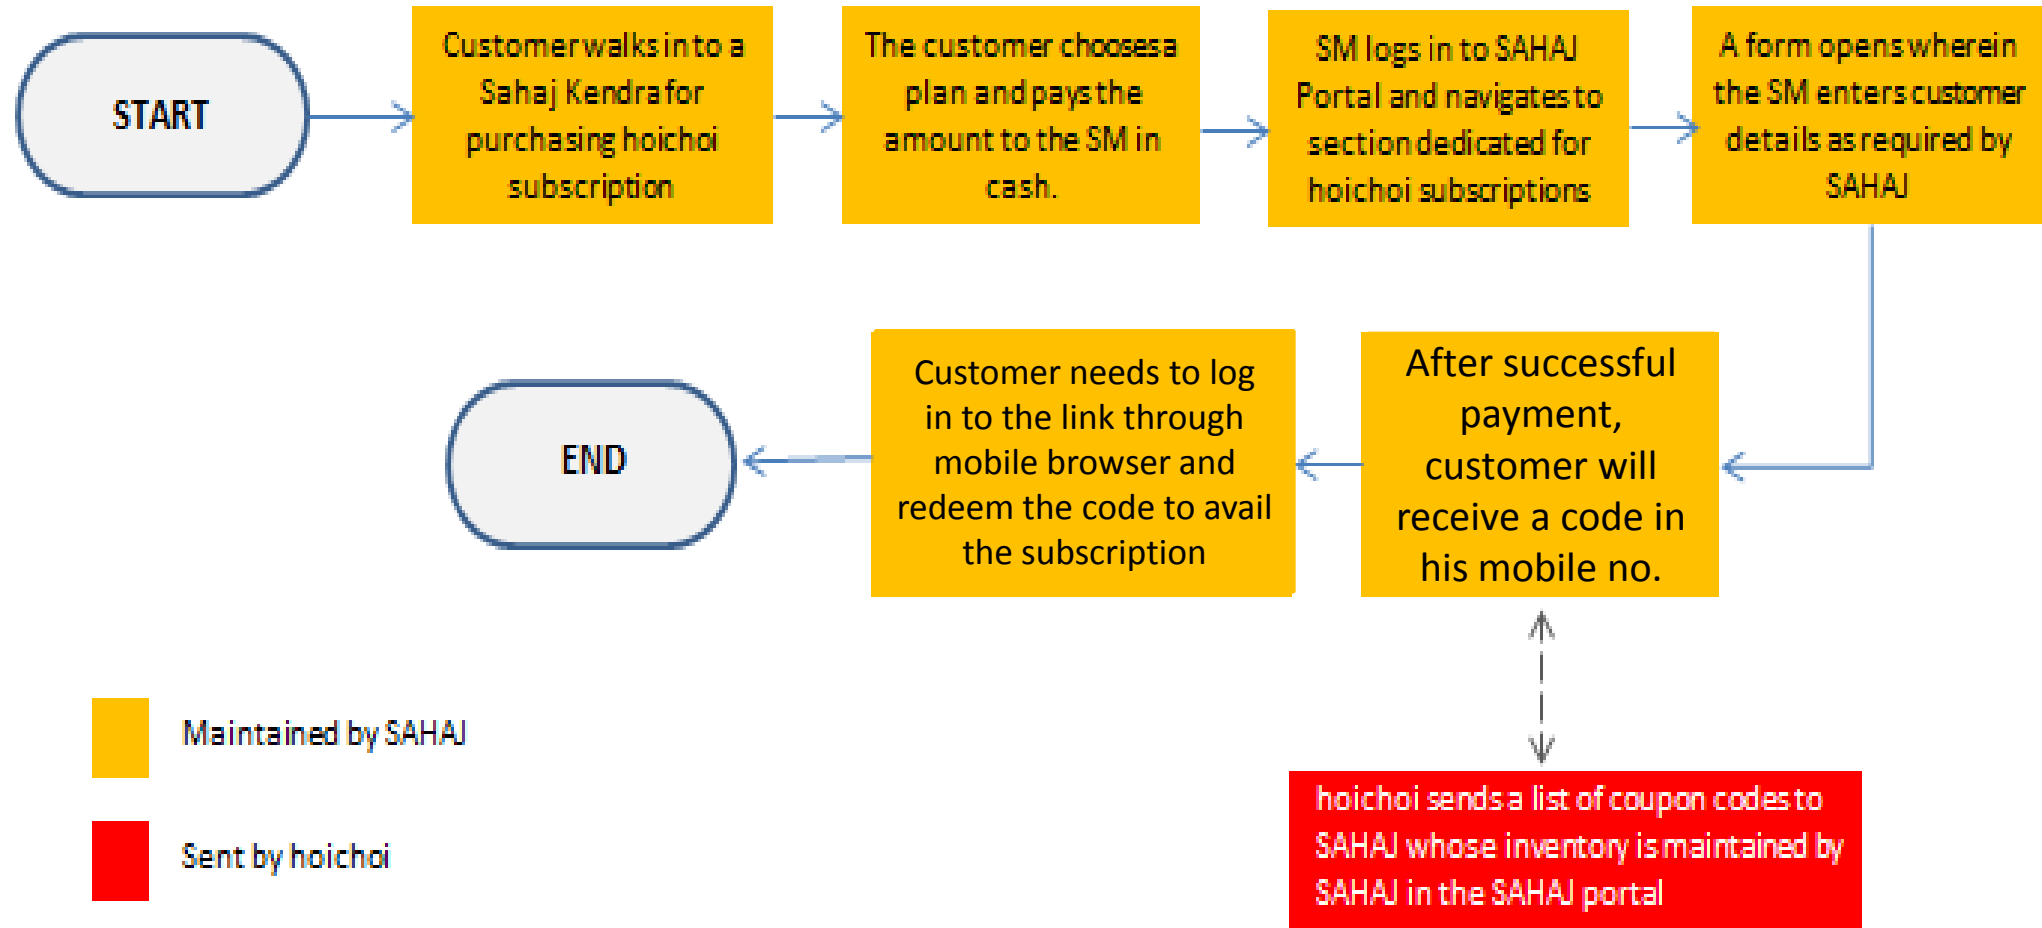 START
Customer walks in to a
Sahaj Kendra for
purchasing hoichoi
subscription
The customer chooses a
plan and pays the
amount to the SM in
cash.
SM logs in to SAHAJ
Portal and navigates to
section dedicated for
hoichoi subscriptions
A form opens wherein
the SM enters customer
details as required by
SAHAJ
After successful
payment,
customer will
receive a code in
his mobile no.
Customer needs to log
in to the link through
mobile browser and
redeem the code to avail
the subscription
END
hoichoi sends a list of coupon codes to
SAHAJ whose inventory is maintained by
SAHAJ in the SAHAJ portal
Maintained by SAHAJ
Sent by hoichoi